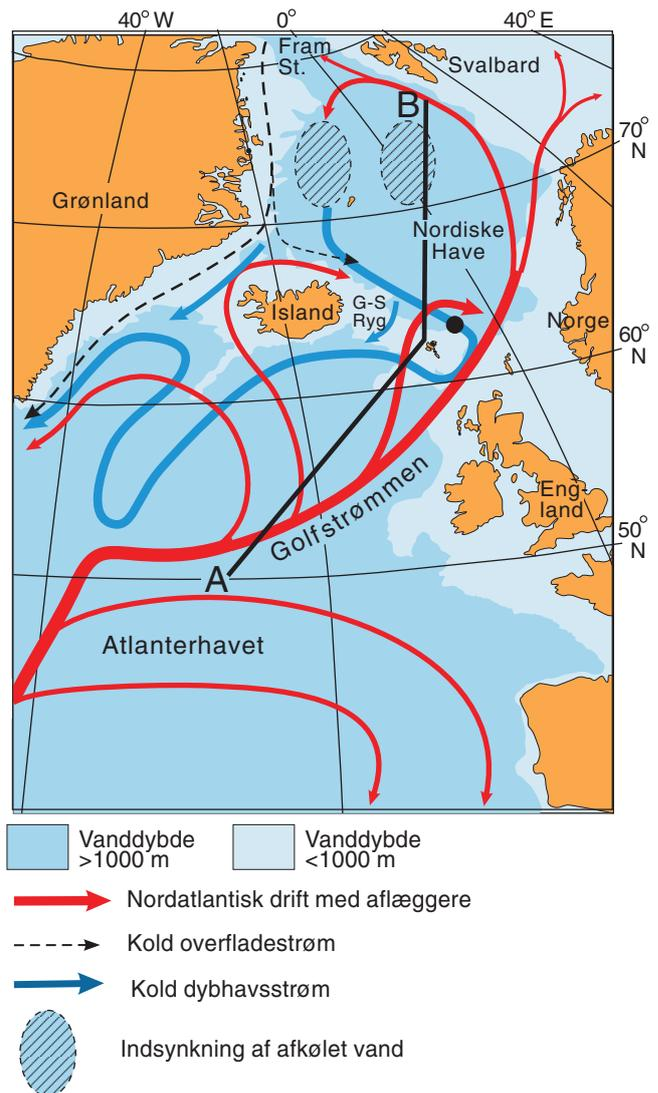 40° W
0°
40° E
Fram
St.
Svalbard
B
70°
N
Grønland
Nordiske
Have
Island
G-S
Ryg
Norge
60°
N
Eng-
land
Golfstrømmen
50°
N
A
Atlanterhavet
Vanddybde
>1000 m
Vanddybde
<1000 m
Nordatlantisk drift med aflæggere
Kold overfladestrøm
Kold dybhavsstrøm
Indsynkning af afkølet vand